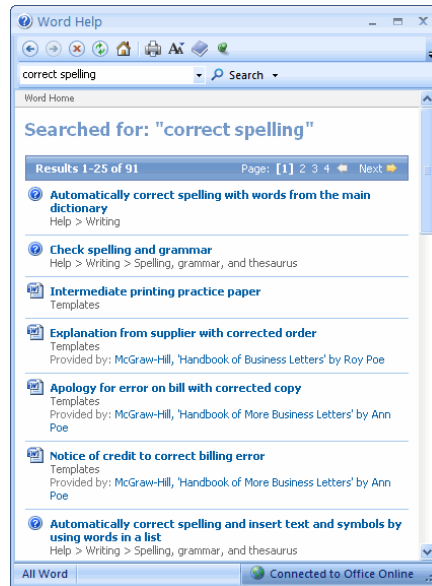 Word Help
correct spelling
Search
Word Home
Searched for: "correct spelling"
Results 1-25 of 91 Page: [1] 2 3 4 Next
Automatically correct spelling with words from the main
dictionary
Help > Writing
Check spelling and grammar
Help > Writing > Spelling, grammar, and thesaurus
Intermediate printing practice paper
Templates
Explanation from supplier with corrected order
Templates
Provided by: McGraw-Hill, 'Handbook of Business Letters' by Roy Poe
Apology for error on bill with corrected copy
Templates
Provided by: McGraw-Hill, 'Handbook of More Business Letters' by Ann
Poe
Notice of credit to correct billing error
Templates
Provided by: McGraw-Hill, 'Handbook of More Business Letters' by Ann
Poe
Automatically correct spelling and insert text and symbols by
using words in a list
Help > Writing > Spelling, grammar, and thesaurus
All Word Connected to Office Online